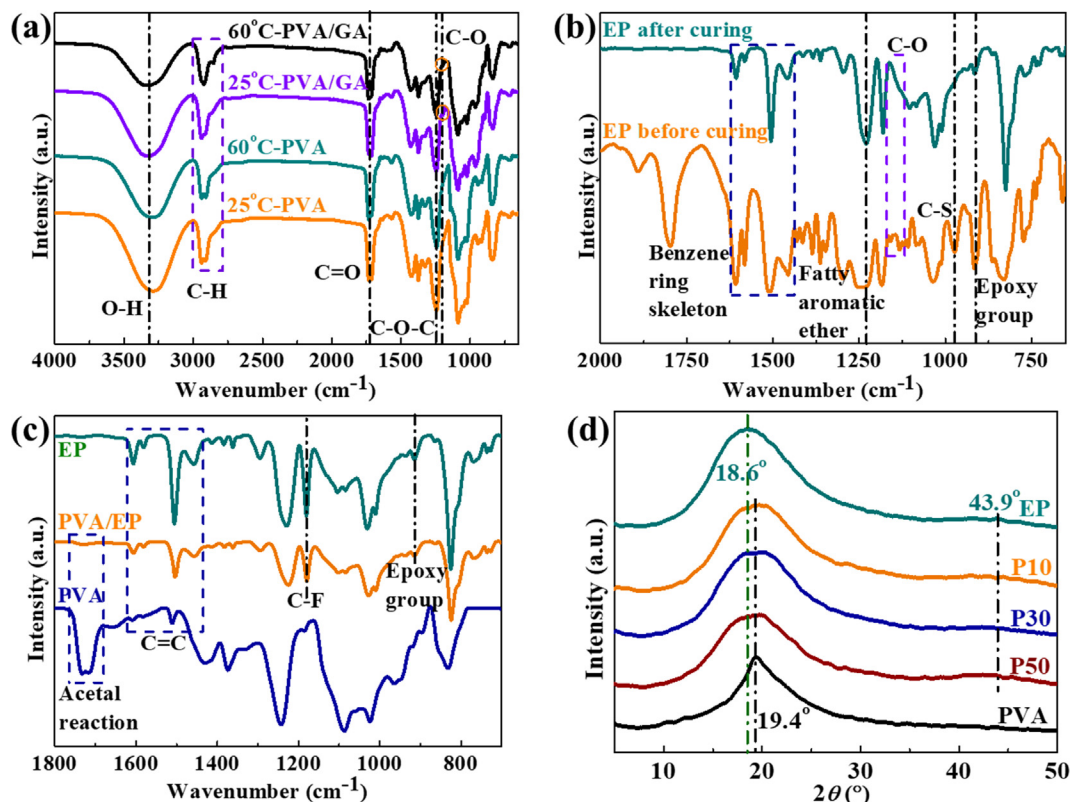 (a)
60°C-PVA/GA
C-O
25°C-PVA/GA
60°C-PVA
25°C-PVA
O-H
C-H
C=O
C-O-C
Intensity (a.u.)
4000 3500 3000 2500 2000 1500 1000
Wavenumber (cm⁻¹)
(b)
EP after curing
C-O
EP before curing
C-S
Benzene
ring
skeleton
Fatty
aromatic
ether
Epoxy
group
Intensity (a.u.)
2000 1750 1500 1250 1000 750
Wavenumber (cm⁻¹)
(c)
EP
PVA/EP
PVA
C-F
Epoxy
group
C=C
Acetal
reaction
Intensity (a.u.)
1800 1600 1400 1200 1000 800
Wavenumber (cm⁻¹)
(d)
18.6°
43.9°
EP
P10
P30
P50
PVA
19.4°
Intensity (a.u.)
10 20 30 40 50
2θ (°)